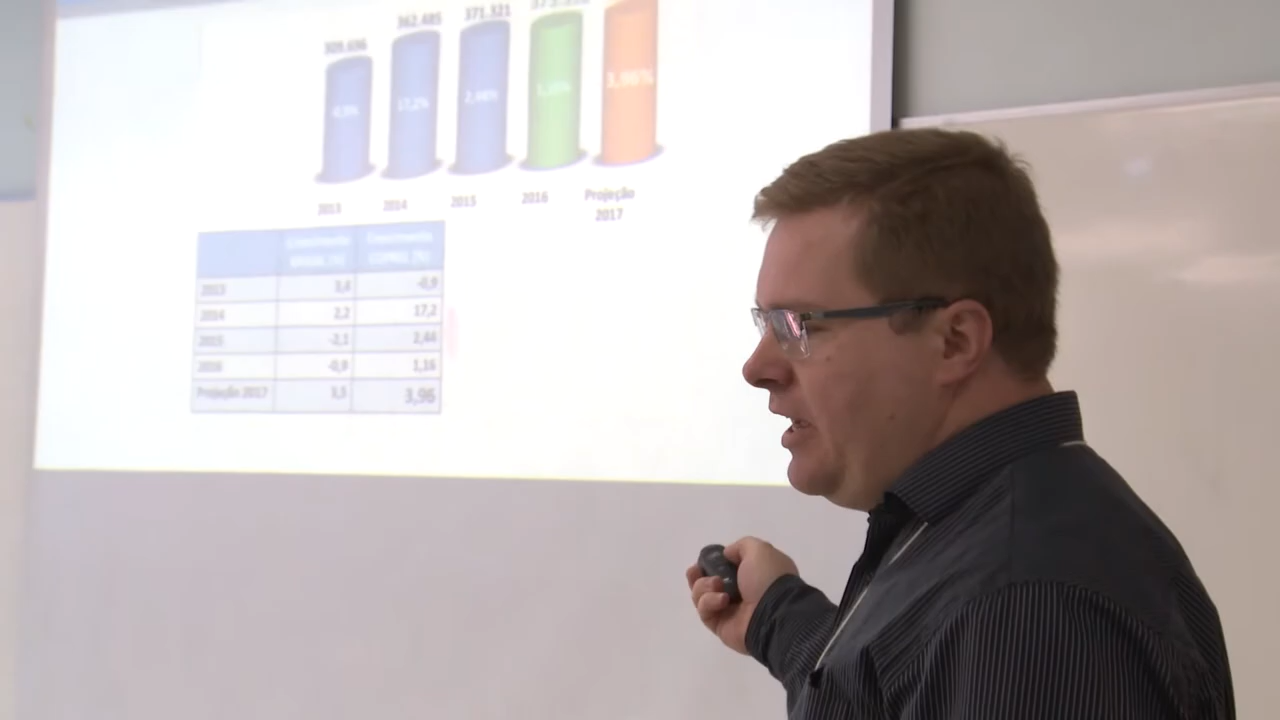 309.696
362.485
371.321
17,2%
2,44%
3,96%
2013
2014
2015
2016
Projeção
2017
Crescimento Crescimento
(%) (%)
2013 3,4 -0,9
2014 2,2 17,2
2015 -2,1 2,44
2016 -0,9 1,16
Projeção 2017 3,5 3,96